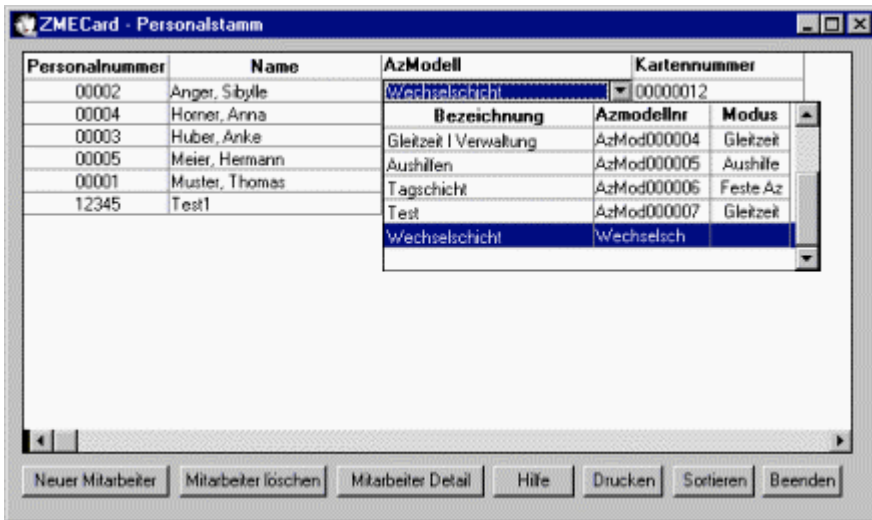 ZMECard - Personalstamm
Personalnummer Name AzModell Kartennummer
00002 Anger, Sibylle Wechselschicht 00000012
00004 Horner, Anna Bezeichnung Azmodellnr Modus
00003 Huber, Anke Gleitzeit I Verwaltung AzMod000004 Gleitzeit
00005 Meier, Hermann Aushilfen AzMod000005 Aushilfe
00001 Muster, Thomas Tagschicht AzMod000006 Feste Az
12345 Test1 Test AzMod000007 Gleitzeit
Wechselschicht Wechselsch
Neuer Mitarbeiter Mitarbeiter löschen Mitarbeiter Detail Hilfe Drucken Sortieren Beenden